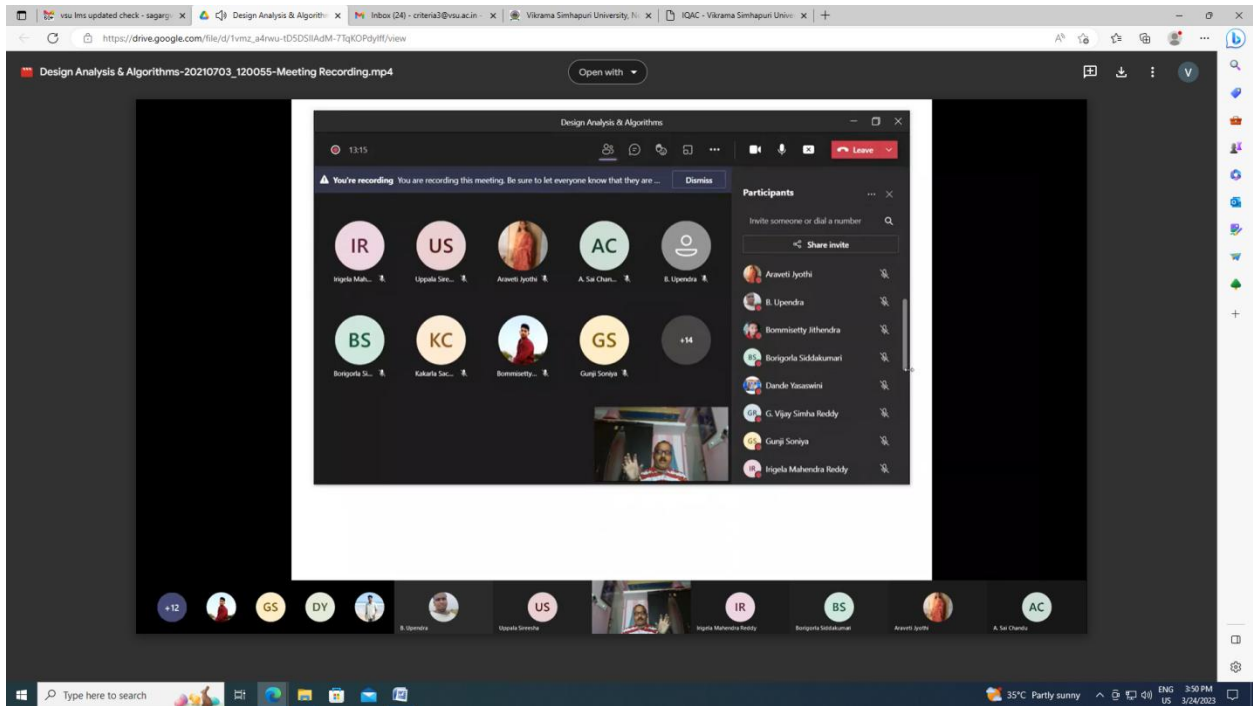 vsu lms updated check - sagarg
Design Analysis & Algorith
Inbox (24) - criteria3@vsu.ac.in -
Vikrama Simhapuri University, N
IQAC - Vikrama Simhapuri Unive
https://drive.google.com/file/d/1vmz_a4rwu-tD5DSIlAdM-7TqKOPdylff/view
Design Analysis & Algorithms-20210703_120055-Meeting Recording.mp4
Open with
V
Design Analysis & Algorithms
13:15
Leave
You're recording You are recording this meeting. Be sure to let everyone know that they are ...
Dismiss
Participants
Invite someone or dial a number
Share invite
IR
US
AC
Irigela Mah...
Uppala Sire...
Araveti Jyothi
A. Sai Chan...
B. Upendra
BS
KC
GS
+14
Borigorla Si...
Kakarla Sac...
Bommisetty...
Gunji Soniya
Araveti Jyothi
B. Upendra
Bommisetty Jithendra
BS Borigorla Siddakumari
Dande Yasaswini
GR G. Vijay Simha Reddy
GS Gunji Soniya
IR Irigela Mahendra Reddy
+12
GS
DY
US
IR
BS
AC
B. Upendra
Uppala Sireesha
Irigela Mahendra Reddy
Borigorla Siddakumari
Araveti Jyothi
A. Sai Chandu
Type here to search
35°C Partly sunny
ENG
US
3:50 PM
3/24/2023